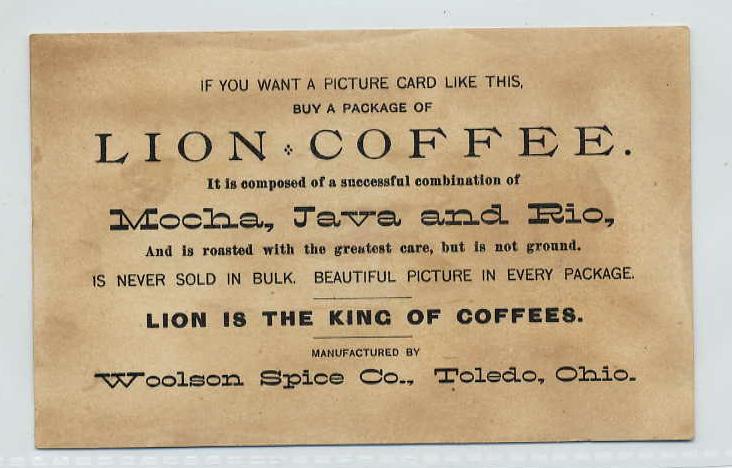 IF YOU WANT A PICTURE CARD LIKE THIS,
BUY A PACKAGE OF
LION COFFEE.
It is composed of a successful combination of
Mocha, Java and Rio,
And is roasted with the greatest care, but is not ground.
IS NEVER SOLD IN BULK. BEAUTIFUL PICTURE IN EVERY PACKAGE.
LION IS THE KING OF COFFEES.
MANUFACTURED BY
Woolson Spice Co., Toledo, Ohio.